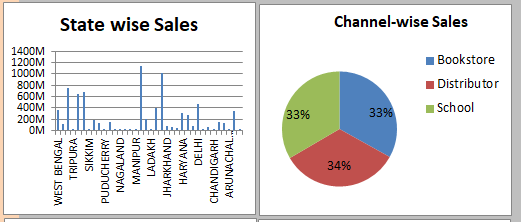 State wise Sales
1400M
1200M
1000M
800M
600M
400M
200M
0M
WEST BENGAL
TRIPURA
SIKKIM
PUDUCHERRY
NAGALAND
MANIPUR
LADAKH
JHARKHAND
HARYANA
DELHI
CHANDIGARH
ARUNACHAL...
Channel-wise Sales
Bookstore
Distributor
School
33%
33%
34%